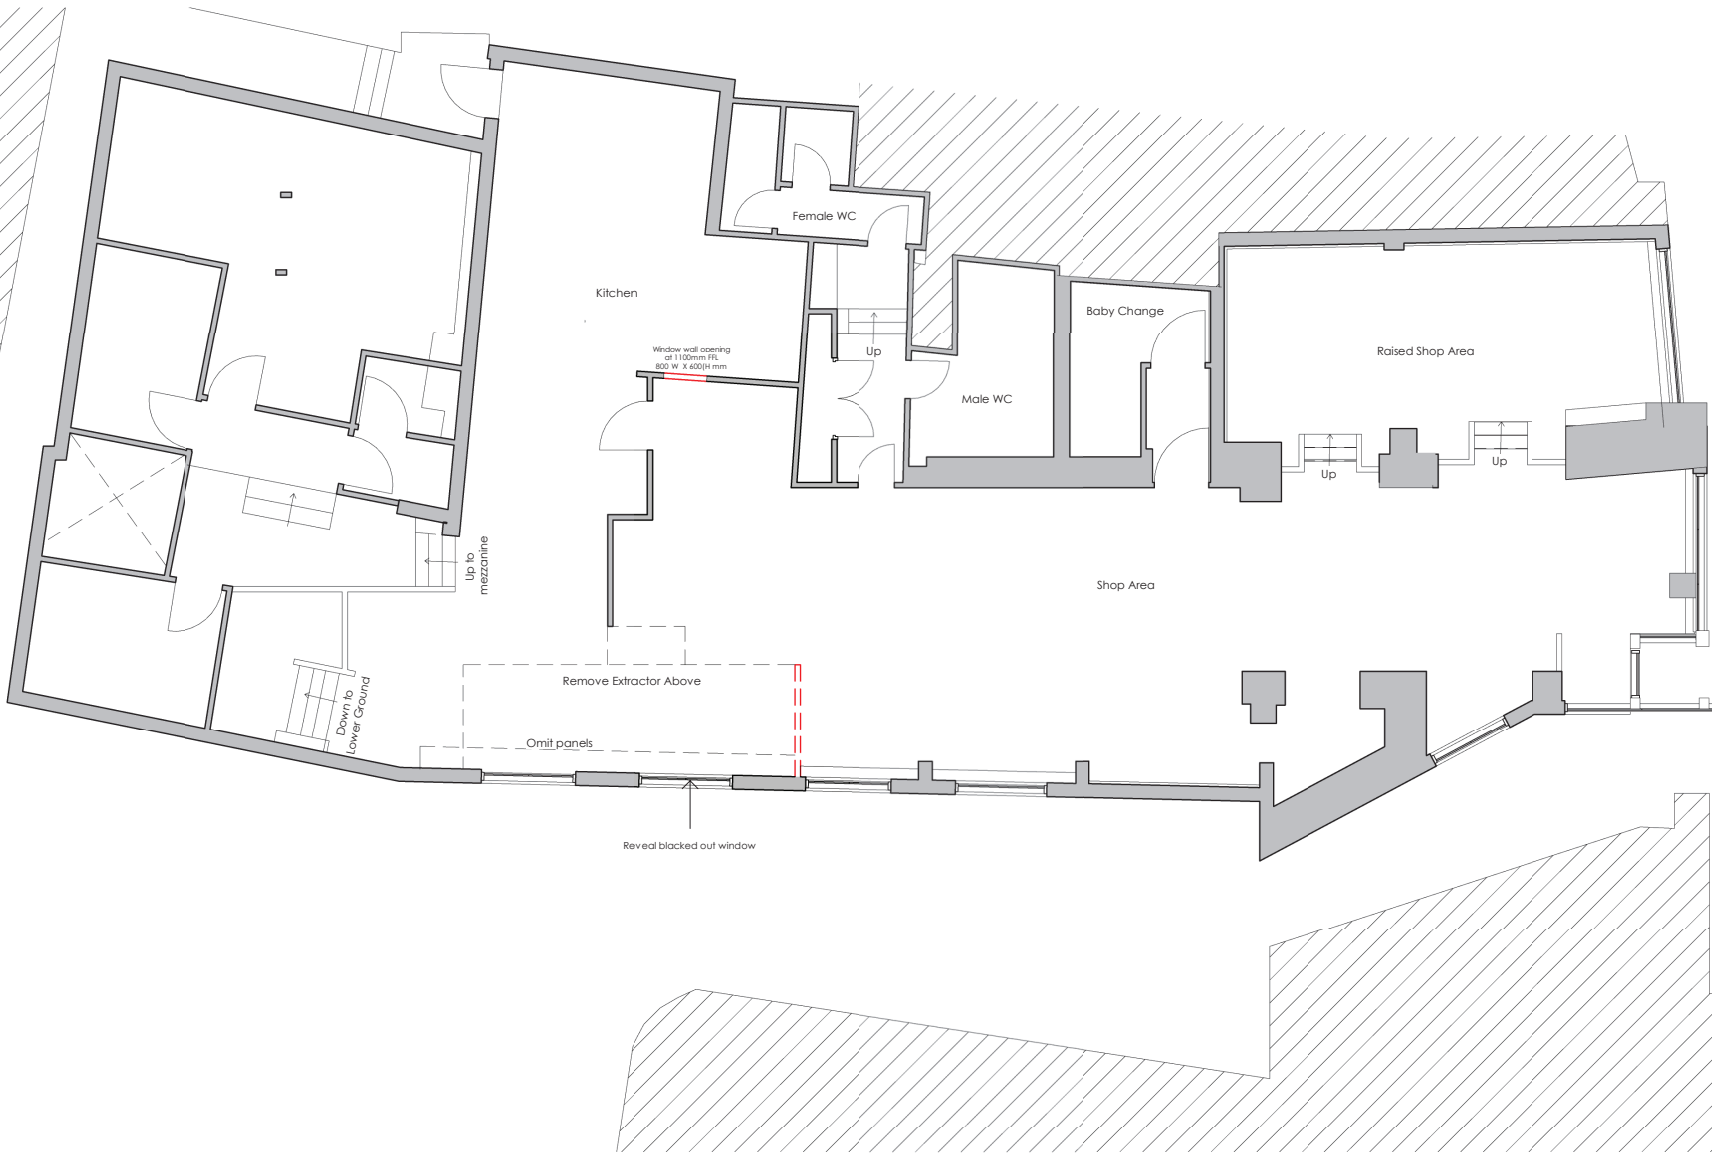 Female WC
Kitchen
Baby Change
Window wall opening
at 1100mm FFL
800 W X 600(H mm
Up
Raised Shop Area
Male WC
Up
Up
Up to
mezzanine
Shop Area
Remove Extractor Above
Down to
Lower Ground
Omit panels
Reveal blacked out window